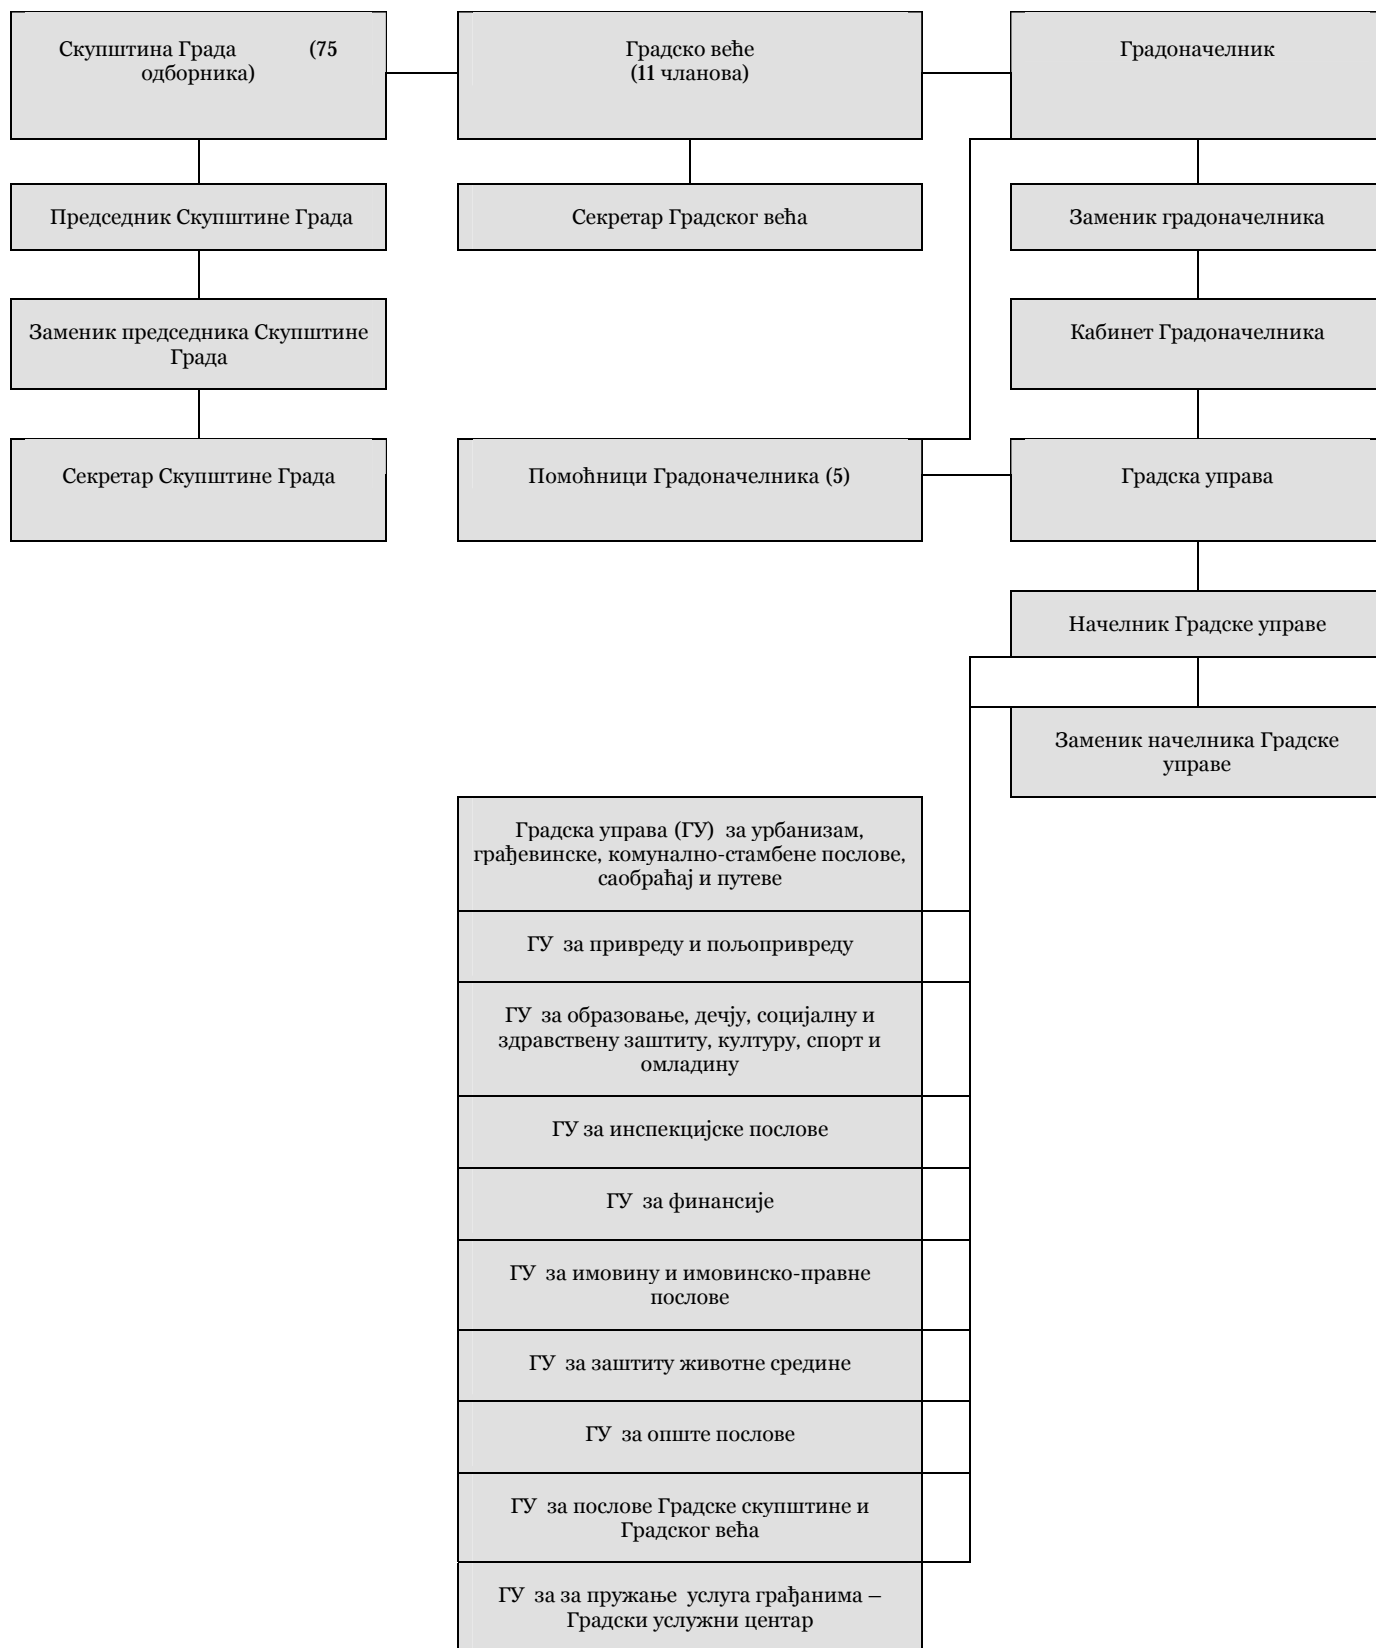 Скупштина Града (75
одборника)
Градско веће
(11 чланова)
Градоначелник
Председник Скупштине Града
Секретар Градског већа
Заменик градоначелника
Заменик председника Скупштине
Града
Кабинет Градоначелника
Секретар Скупштине Града
Помоћници Градоначелника (5)
Градска управа
Начелник Градске управе
Заменик начелника Градске
управе
Градска управа (ГУ) за урбанизам,
грађевинске, комунално-стамбене послове,
саобраћај и путеве
ГУ за привреду и пољопривреду
ГУ за образовање, дечју, социјалну и
здравствену заштиту, културу, спорт и
омладину
ГУ за инспекцијске послове
ГУ за финансије
ГУ за имовину и имовинско-правне
послове
ГУ за заштиту животне средине
ГУ за опште послове
ГУ за послове Градске скупштине и
Градског већа
ГУ за за пружање услуга грађанима –
Градски услужни центар